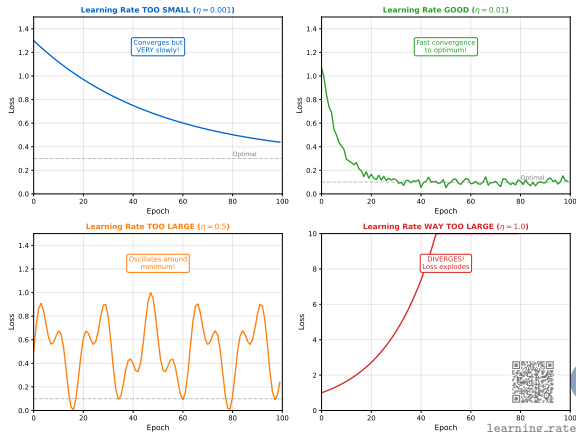 Learning Rate TOO SMALL (η = 0.001)
Converges but
VERY slowly!
Optimal
Loss
1.4
1.2
1.0
0.8
0.6
0.4
0.2
0.0
0 20 40 60 80 100
Epoch
Learning Rate GOOD (η = 0.01)
Fast convergence
to optimum!
Optimal
Loss
1.4
1.2
1.0
0.8
0.6
0.4
0.2
0.0
0 20 40 60 80 100
Epoch
Learning Rate TOO LARGE (η = 0.5)
Oscillates around
minimum!
Loss
1.4
1.2
1.0
0.8
0.6
0.4
0.2
0.0
0 20 40 60 80 100
Epoch
Learning Rate WAY TOO LARGE (η = 1.0)
DIVERGES!
Loss explodes
Loss
10
8
6
4
2
0
0 20 40 60 80 100
Epoch
learning_rate